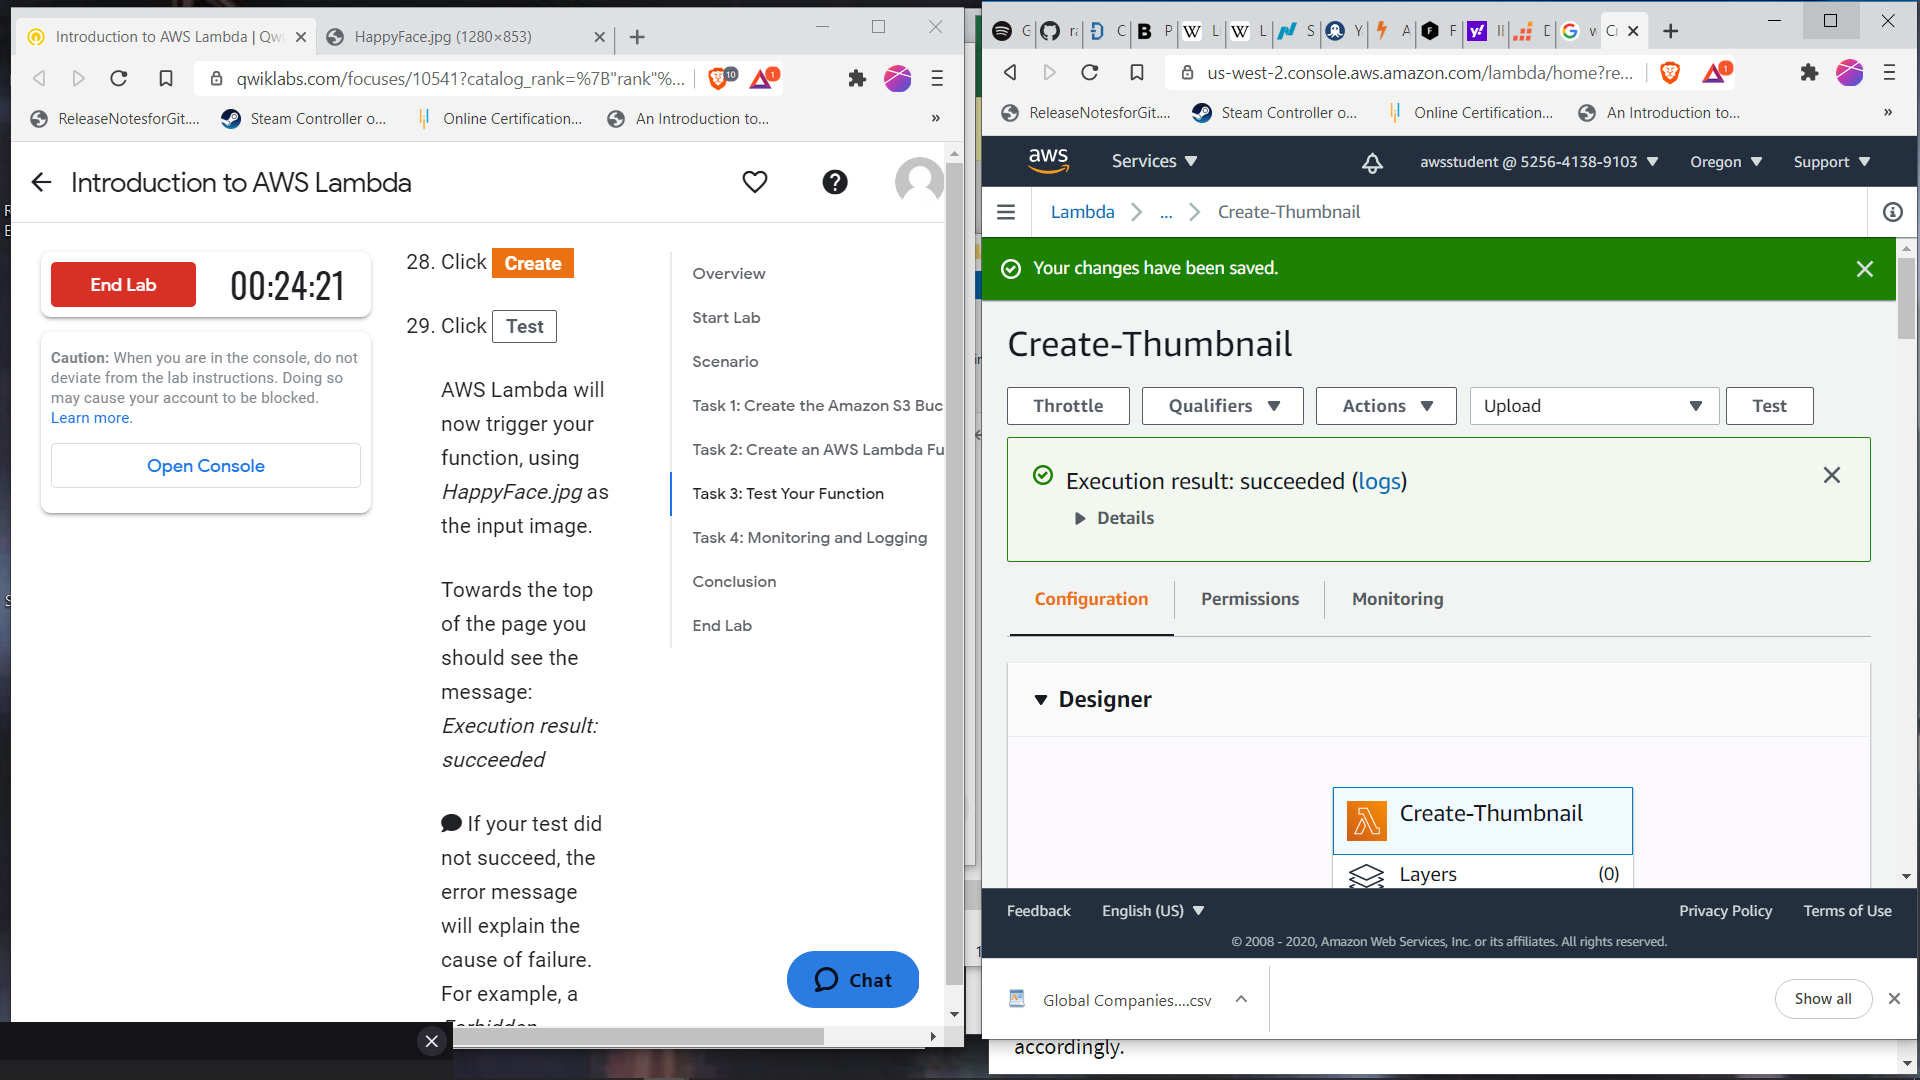 Introduction to AWS Lambda | Qwi
HappyFace.jpg (1280×853)
qwiklabs.com/focuses/10541?catalog_rank=%7B"rank"%...
10
1
ReleaseNotesforGit....
Steam Controller o...
Online Certification...
An Introduction to...
»
Introduction to AWS Lambda
End Lab
00:24:21
Caution: When you are in the console, do not
deviate from the lab instructions. Doing so
may cause your account to be blocked.
Learn more.
Open Console
28. Click Create
29. Click Test
AWS Lambda will
now trigger your
function, using
HappyFace.jpg as
the input image.
Towards the top
of the page you
should see the
message:
Execution result:
succeeded
If your test did
not succeed, the
error message
will explain the
cause of failure.
For example, a
Forbidden
Overview
Start Lab
Scenario
Task 1: Create the Amazon S3 Buc
Task 2: Create an AWS Lambda Fu
Task 3: Test Your Function
Task 4: Monitoring and Logging
Conclusion
End Lab
Chat
us-west-2.console.aws.amazon.com/lambda/home?re...
1
ReleaseNotesforGit....
Steam Controller o...
Online Certification...
An Introduction to...
»
aws
Services
awsstudent @ 5256-4138-9103
Oregon
Support
Lambda
...
Create-Thumbnail
Your changes have been saved.
Create-Thumbnail
Throttle
Qualifiers
Actions
Upload
Test
Execution result: succeeded (logs)
Details
Configuration
Permissions
Monitoring
Designer
Create-Thumbnail
Layers
(0)
Feedback
English (US)
Privacy Policy
Terms of Use
© 2008 - 2020, Amazon Web Services, Inc. or its affiliates. All rights reserved.
Global Companies....csv
Show all
accordingly.